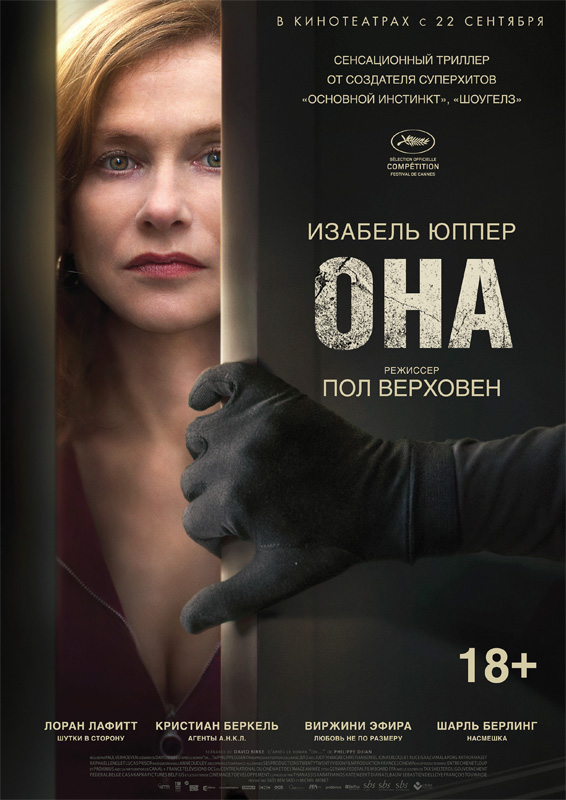 В КИНОТЕАТРАХ с 22 СЕНТЯБРЯ
СЕНСАЦИОННЫЙ ТРИЛЛЕР
ОТ СОЗДАТЕЛЯ СУПЕРХИТОВ
«ОСНОВНОЙ ИНСТИНКТ», «ШОУГЕЛЗ»
SÉLECTION OFFICIELLE
COMPÉTITION
FESTIVAL DE CANNES
ИЗАБЕЛЬ ЮППЕР
ОНА
РЕЖИССЕР
ПОЛ ВЕРХОВЕН
18+
ЛОРАН ЛАФИТТ КРИСТИАН БЕРКЕЛЬ ВИРЖИНИ ЭФИРА ШАРЛЬ БЕРЛИНГ
ШУТКИ В СТОРОНУ АГЕНТЫ А.Н.К.Л. ЛЮБОВЬ НЕ ПО РАЗМЕРУ НАСМЕШКА